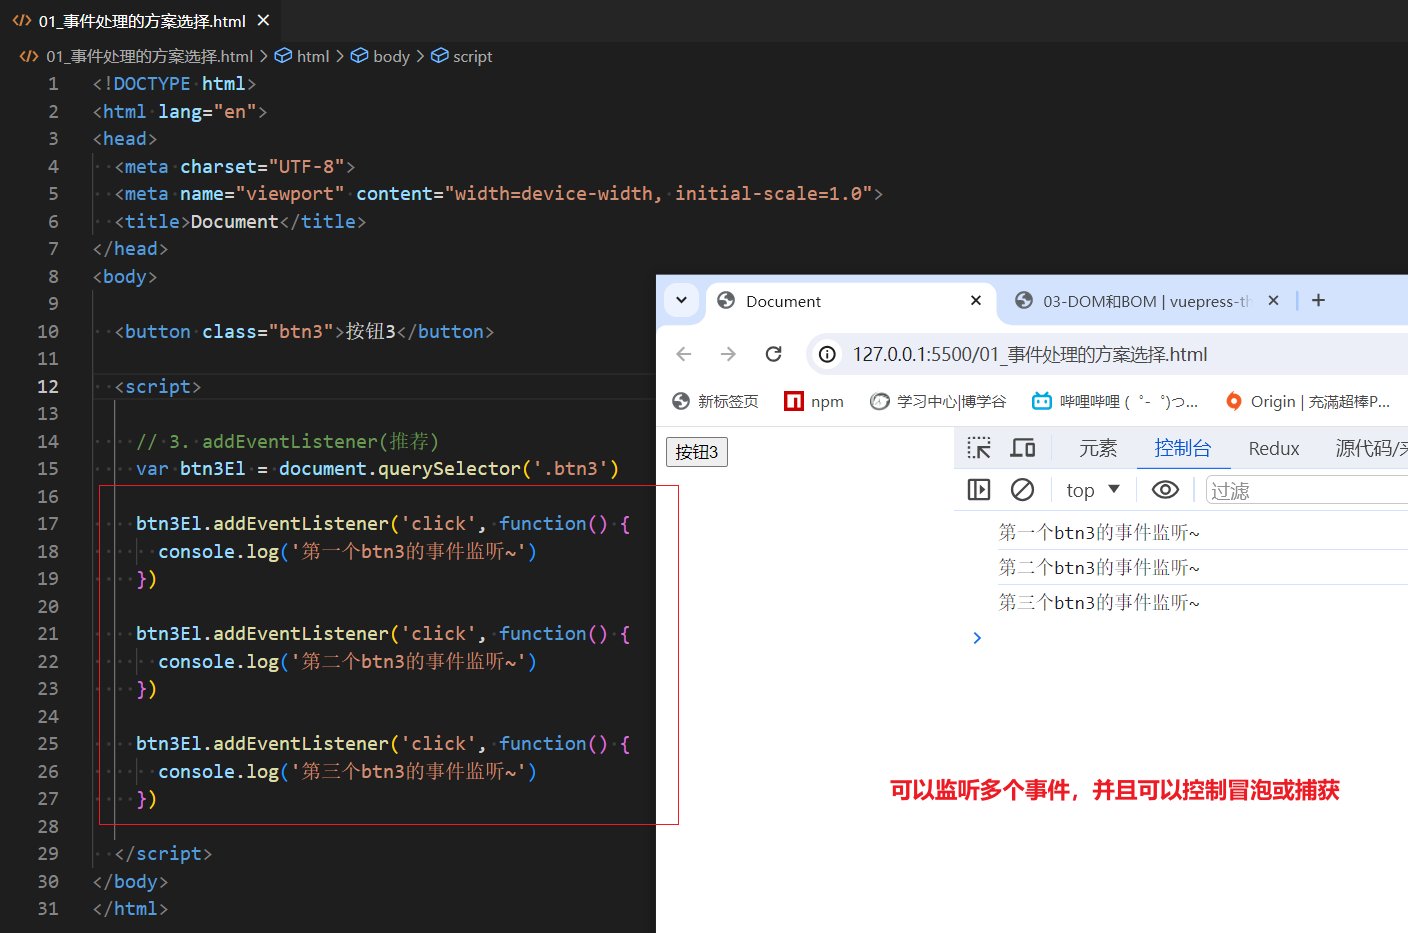 01_事件处理的方案选择.html
01_事件处理的方案选择.html > html > body > script
1 <!DOCTYPE html>
2 <html lang="en">
3 <head>
4 <meta charset="UTF-8">
5 <meta name="viewport" content="width=device-width, initial-scale=1.0">
6 <title>Document</title>
7 </head>
8 <body>
9
10 <button class="btn3">按钮3</button>
11
12 <script>
13
14 // 3. addEventListener(推荐)
15 var btn3El = document.querySelector('.btn3')
16
17 btn3El.addEventListener('click', function() {
18 console.log('第一个btn3的事件监听~')
19 })
20
21 btn3El.addEventListener('click', function() {
22 console.log('第二个btn3的事件监听~')
23 })
24
25 btn3El.addEventListener('click', function() {
26 console.log('第三个btn3的事件监听~')
27 })
28
29 </script>
30 </body>
31 </html>
Document
03-DOM和BOM | vuepress-th
127.0.0.1:5500/01_事件处理的方案选择.html
新标签页 npm 学习中心|博学谷 哔哩哔哩 ( ゜- ゜)つ... Origin | 充滿超棒P...
按钮3
元素 控制台 Redux 源代码/来
top 过滤
第一个btn3的事件监听~
第二个btn3的事件监听~
第三个btn3的事件监听~
可以监听多个事件，并且可以控制冒泡或捕获